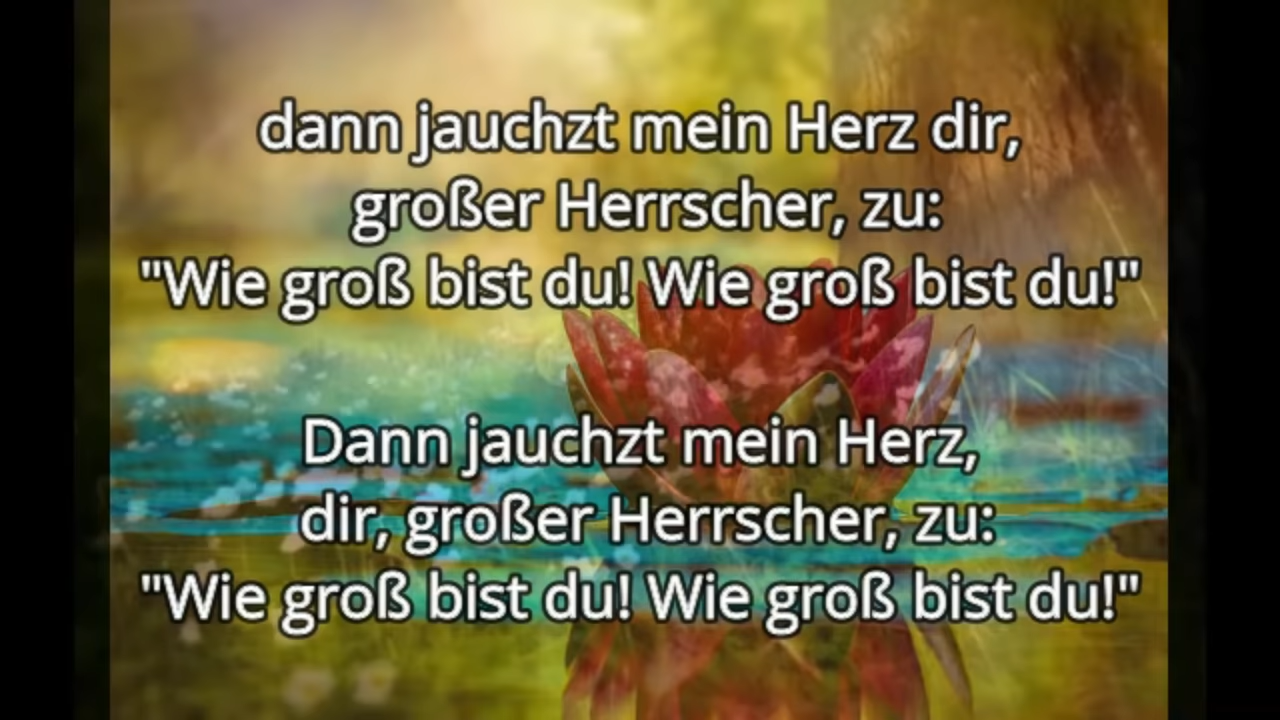 dann jauchzt mein Herz dir,
großer Herrscher, zu:
"Wie groß bist du! Wie groß bist du!"
Dann jauchzt mein Herz,
dir, großer Herrscher, zu:
"Wie groß bist du! Wie groß bist du!"